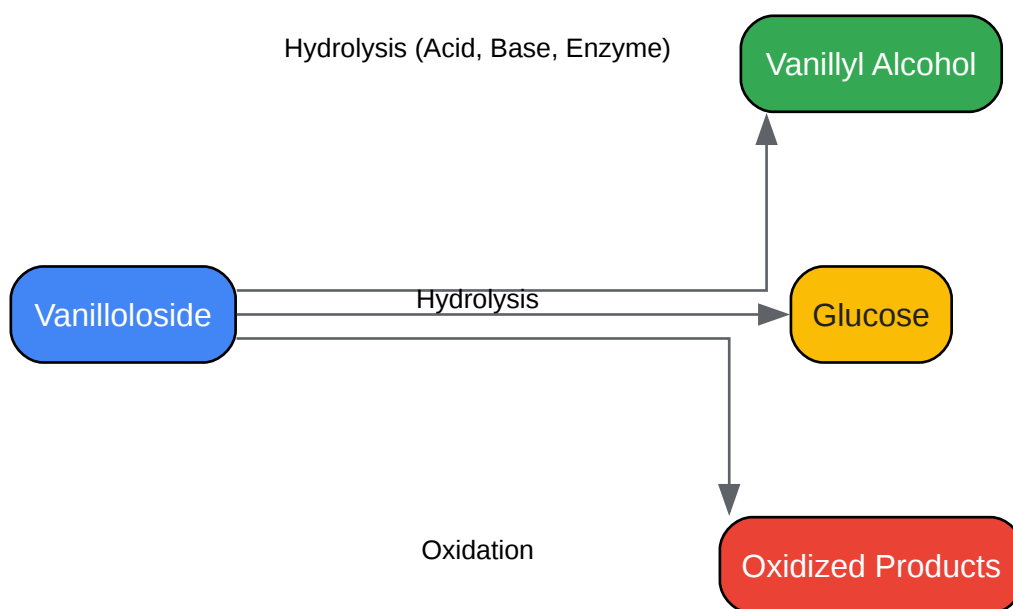 Hydrolysis (Acid, Base, Enzyme)
Vanillyl Alcohol
Vanilloloside
Hydrolysis
Glucose
Oxidation
Oxidized Products